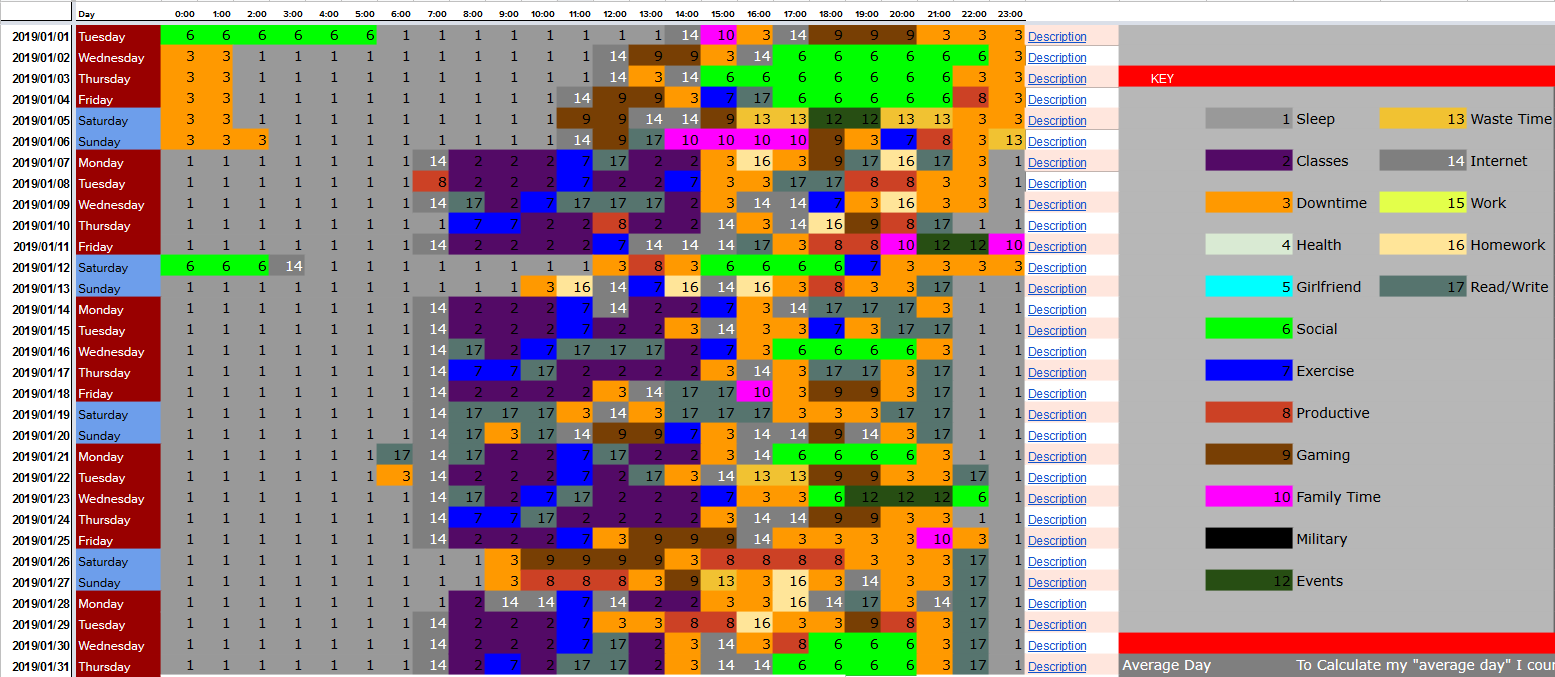 Day 0:00 1:00 2:00 3:00 4:00 5:00 6:00 7:00 8:00 9:00 10:00 11:00 12:00 13:00 14:00 15:00 16:00 17:00 18:00 19:00 20:00 21:00 22:00 23:00
2019/01/01 Tuesday 6 6 6 6 6 6 1 1 1 1 1 1 1 1 14 10 3 14 9 9 9 3 3 3 Description
2019/01/02 Wednesday 3 3 1 1 1 1 1 1 1 1 1 1 14 9 9 3 14 6 6 6 6 6 6 3 Description
2019/01/03 Thursday 3 3 1 1 1 1 1 1 1 1 1 1 14 3 14 6 6 6 6 6 6 6 3 3 Description KEY
2019/01/04 Friday 3 3 1 1 1 1 1 1 1 1 1 14 9 9 3 7 17 6 6 6 6 6 8 3 Description
2019/01/05 Saturday 3 3 1 1 1 1 1 1 1 1 1 9 9 14 14 9 13 13 12 12 13 13 3 3 Description 1 Sleep 13 Waste Time
2019/01/06 Sunday 3 3 3 1 1 1 1 1 1 1 1 14 9 17 10 10 10 10 9 3 7 8 3 13 Description
2019/01/07 Monday 1 1 1 1 1 1 1 14 2 2 2 7 17 2 2 3 16 3 9 17 16 17 3 1 Description 2 Classes 14 Internet
2019/01/08 Tuesday 1 1 1 1 1 1 1 8 2 2 2 7 2 2 7 3 3 17 17 8 8 3 3 1 Description
2019/01/09 Wednesday 1 1 1 1 1 1 1 14 17 2 7 17 17 17 2 3 14 14 7 3 16 3 3 1 Description 3 Downtime 15 Work
2019/01/10 Thursday 1 1 1 1 1 1 1 1 7 7 2 2 8 2 2 14 3 14 16 9 8 17 1 1 Description
2019/01/11 Friday 1 1 1 1 1 1 1 14 2 2 2 2 7 14 14 14 17 3 8 8 10 12 12 10 Description 4 Health 16 Homework
2019/01/12 Saturday 6 6 6 14 1 1 1 1 1 1 1 1 3 8 3 6 6 6 6 7 3 3 3 3 Description
2019/01/13 Sunday 1 1 1 1 1 1 1 1 1 1 3 16 14 7 16 14 16 3 8 3 3 17 1 1 Description 5 Girlfriend 17 Read/Write
2019/01/14 Monday 1 1 1 1 1 1 1 14 2 2 2 7 14 2 2 7 3 14 17 17 17 3 1 1 Description
2019/01/15 Tuesday 1 1 1 1 1 1 1 14 2 2 2 7 2 2 3 14 3 3 7 3 17 17 1 1 Description 6 Social
2019/01/16 Wednesday 1 1 1 1 1 1 1 14 17 2 7 17 17 17 2 7 3 6 6 6 6 3 1 1 Description
2019/01/17 Thursday 1 1 1 1 1 1 1 14 7 7 17 2 2 2 2 3 14 3 17 17 3 17 1 1 Description 7 Exercise
2019/01/18 Friday 1 1 1 1 1 1 1 14 2 2 2 2 3 14 17 17 10 3 9 9 3 17 1 1 Description
2019/01/19 Saturday 1 1 1 1 1 1 1 14 17 17 17 3 14 3 17 17 17 3 3 3 17 17 1 1 Description 8 Productive
2019/01/20 Sunday 1 1 1 1 1 1 1 14 17 3 17 14 9 9 7 3 14 14 9 14 3 17 1 1 Description
2019/01/21 Monday 1 1 1 1 1 1 17 14 17 2 2 7 17 2 2 3 14 6 6 6 6 3 1 1 Description 9 Gaming
2019/01/22 Tuesday 1 1 1 1 1 1 3 14 2 2 2 7 2 17 3 14 13 13 9 9 3 3 17 1 Description
2019/01/23 Wednesday 1 1 1 1 1 1 1 14 17 2 7 17 2 2 2 7 3 3 6 12 12 12 6 1 Description 10 Family Time
2019/01/24 Thursday 1 1 1 1 1 1 1 14 7 7 17 2 2 2 2 3 14 14 9 9 3 3 1 1 Description
2019/01/25 Friday 1 1 1 1 1 1 1 14 2 2 2 7 3 9 9 9 14 3 3 3 3 10 3 1 Description Military
2019/01/26 Saturday 1 1 1 1 1 1 1 1 1 3 9 9 9 9 3 8 8 8 8 3 3 3 17 1 Description
2019/01/27 Sunday 1 1 1 1 1 1 1 1 1 3 8 8 8 3 9 13 3 16 3 14 3 3 17 1 Description 12 Events
2019/01/28 Monday 1 1 1 1 1 1 1 1 2 14 14 7 14 2 2 3 3 16 14 17 3 14 17 1 Description
2019/01/29 Tuesday 1 1 1 1 1 1 1 14 2 2 2 7 3 3 8 8 16 3 3 9 8 3 17 1 Description
2019/01/30 Wednesday 1 1 1 1 1 1 1 14 2 2 2 7 17 2 3 14 3 8 6 6 6 3 17 1 Description
2019/01/31 Thursday 1 1 1 1 1 1 1 14 2 7 2 17 17 2 3 14 14 6 6 6 6 3 17 1 Description Average Day To Calculate my "average day" I cour